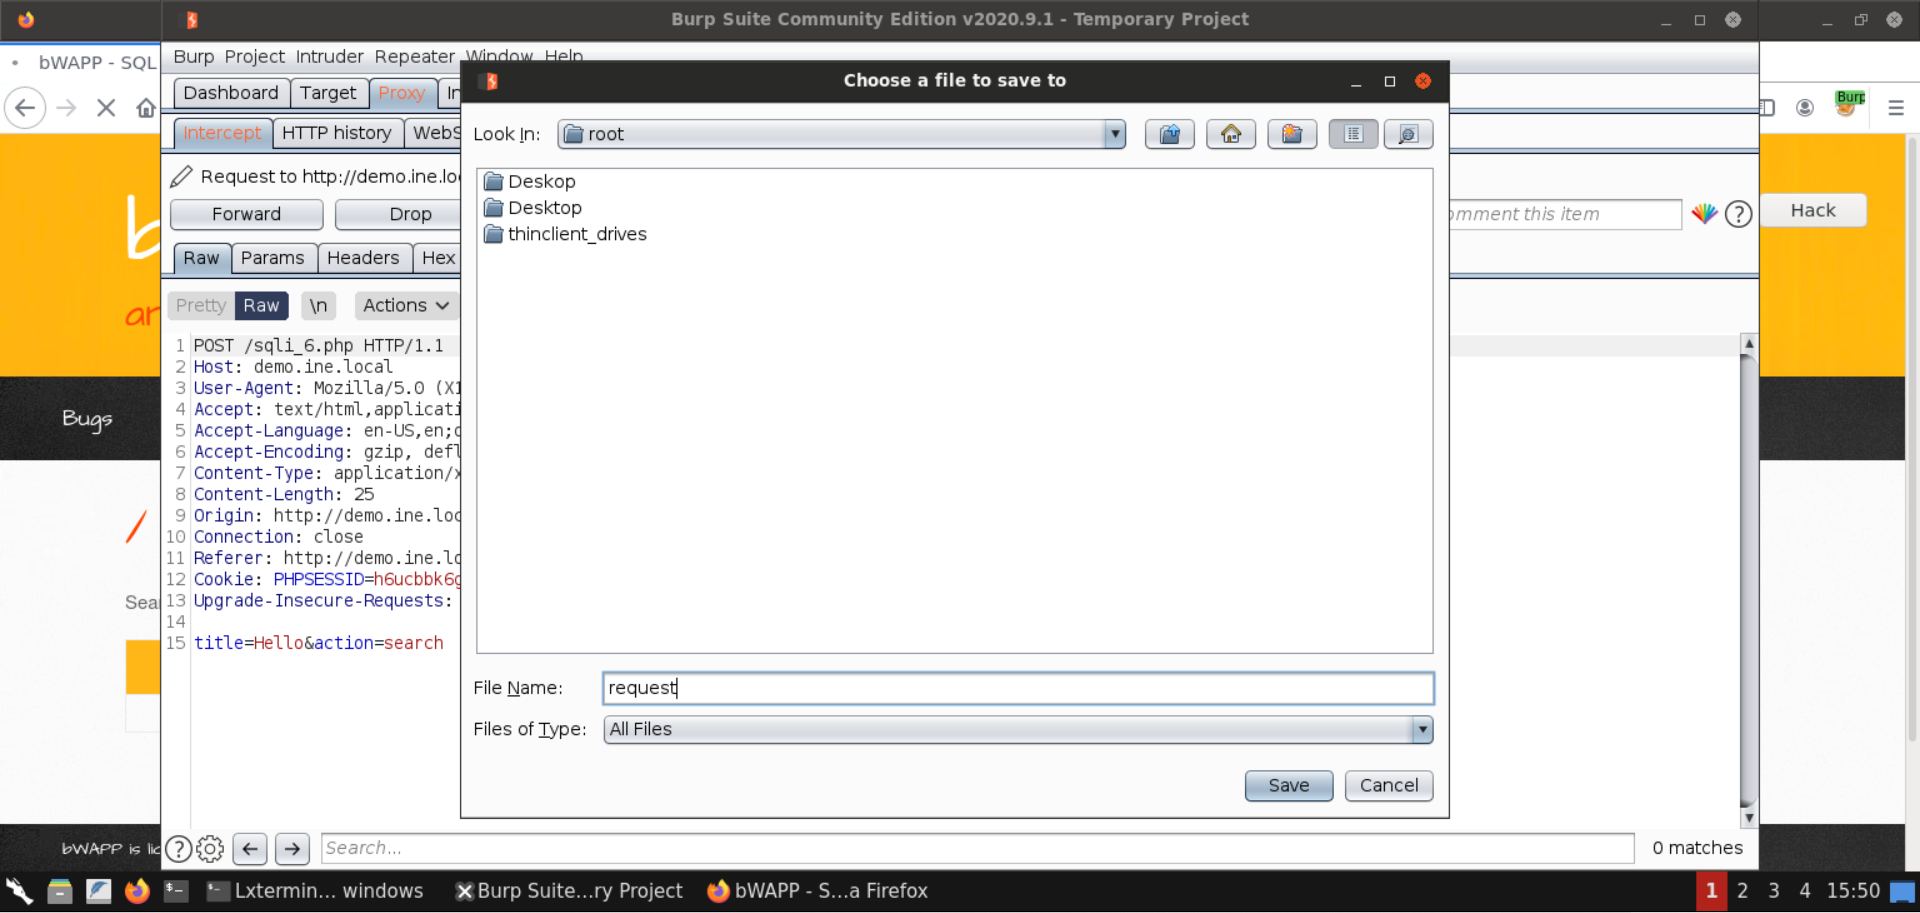 Burp Suite Community Edition v2020.9.1 - Temporary Project
bWAPP - SQL
Burp Project Intruder Repeater Window Help
Choose a file to save to
Dashboard Target Proxy In
Burp
Intercept HTTP history WebS
Look In: root
Request to http://demo.ine.lo
Deskop
Desktop
thinclient_drives
Forward Drop
omment this item
? Hack
Raw Params Headers Hex
Pretty Raw \n Actions
1 POST /sqli_6.php HTTP/1.1
2 Host: demo.ine.local
3 User-Agent: Mozilla/5.0 (X1
4 Accept: text/html,applicati
5 Accept-Language: en-US,en;
6 Accept-Encoding: gzip, defl
7 Content-Type: application/x
8 Content-Length: 25
9 Origin: http://demo.ine.loc
10 Connection: close
11 Referer: http://demo.ine.lo
12 Cookie: PHPSESSID=h6ucbbk6g
13 Upgrade-Insecure-Requests:
14
15 title=Hello&action=search
b
an
Bugs
/
Sear
File Name: request
Files of Type: All Files
Save Cancel
bWAPP is lic
? Search... 0 matches
Lxtermin... windows
Burp Suite...ry Project
bWAPP - S...a Firefox
1 2 3 4 15:50